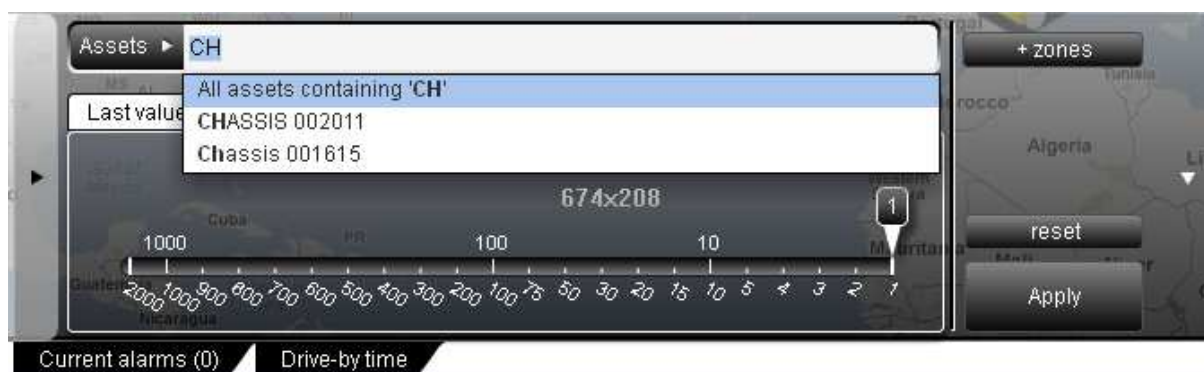 Assets ▸ CH
+ zones
All assets containing 'CH'
Last value
CHASSIS 002011
Chassis 001615
Tunisia
Algeria
674x208
1
Cuba
PR
1000 100 10
reset
Mauritania
Mali
2000 1000 900 800 700 600 500 400 300 200 100 75 50 30 20 15 10 5 4 3 2 1
Nicaragua
Apply
Current alarms (0)
Drive-by time